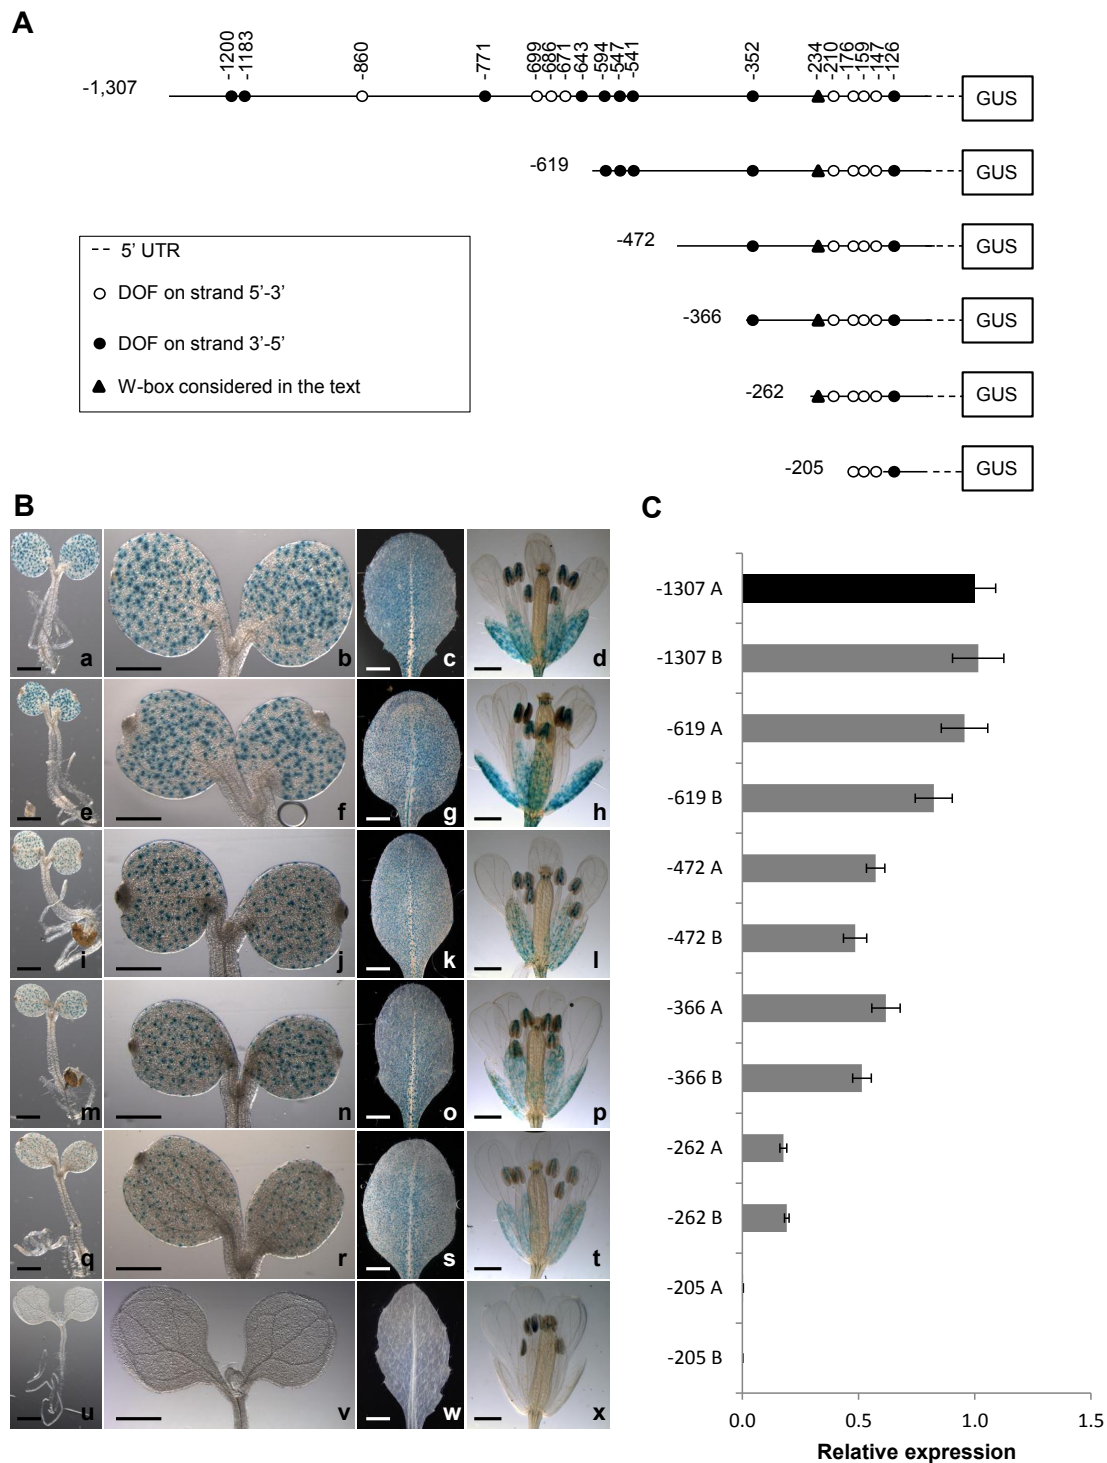 A
-1200
-1183
-860
-771
-699
-686
-671
-643
-594
-547
-541
-352
-234
-210
-176
-159
-147
-126
-1,307
GUS
-619
GUS
-472
GUS
-366
GUS
-262
GUS
-205
GUS
5' UTR
DOF on strand 5'-3'
DOF on strand 3'-5'
W-box considered in the text
B
a b c d
e f g h
i j k l
m n o p
q r s t
u v w x
C
-1307 A
-1307 B
-619 A
-619 B
-472 A
-472 B
-366 A
-366 B
-262 A
-262 B
-205 A
-205 B
0.0 0.5 1.0 1.5
Relative expression